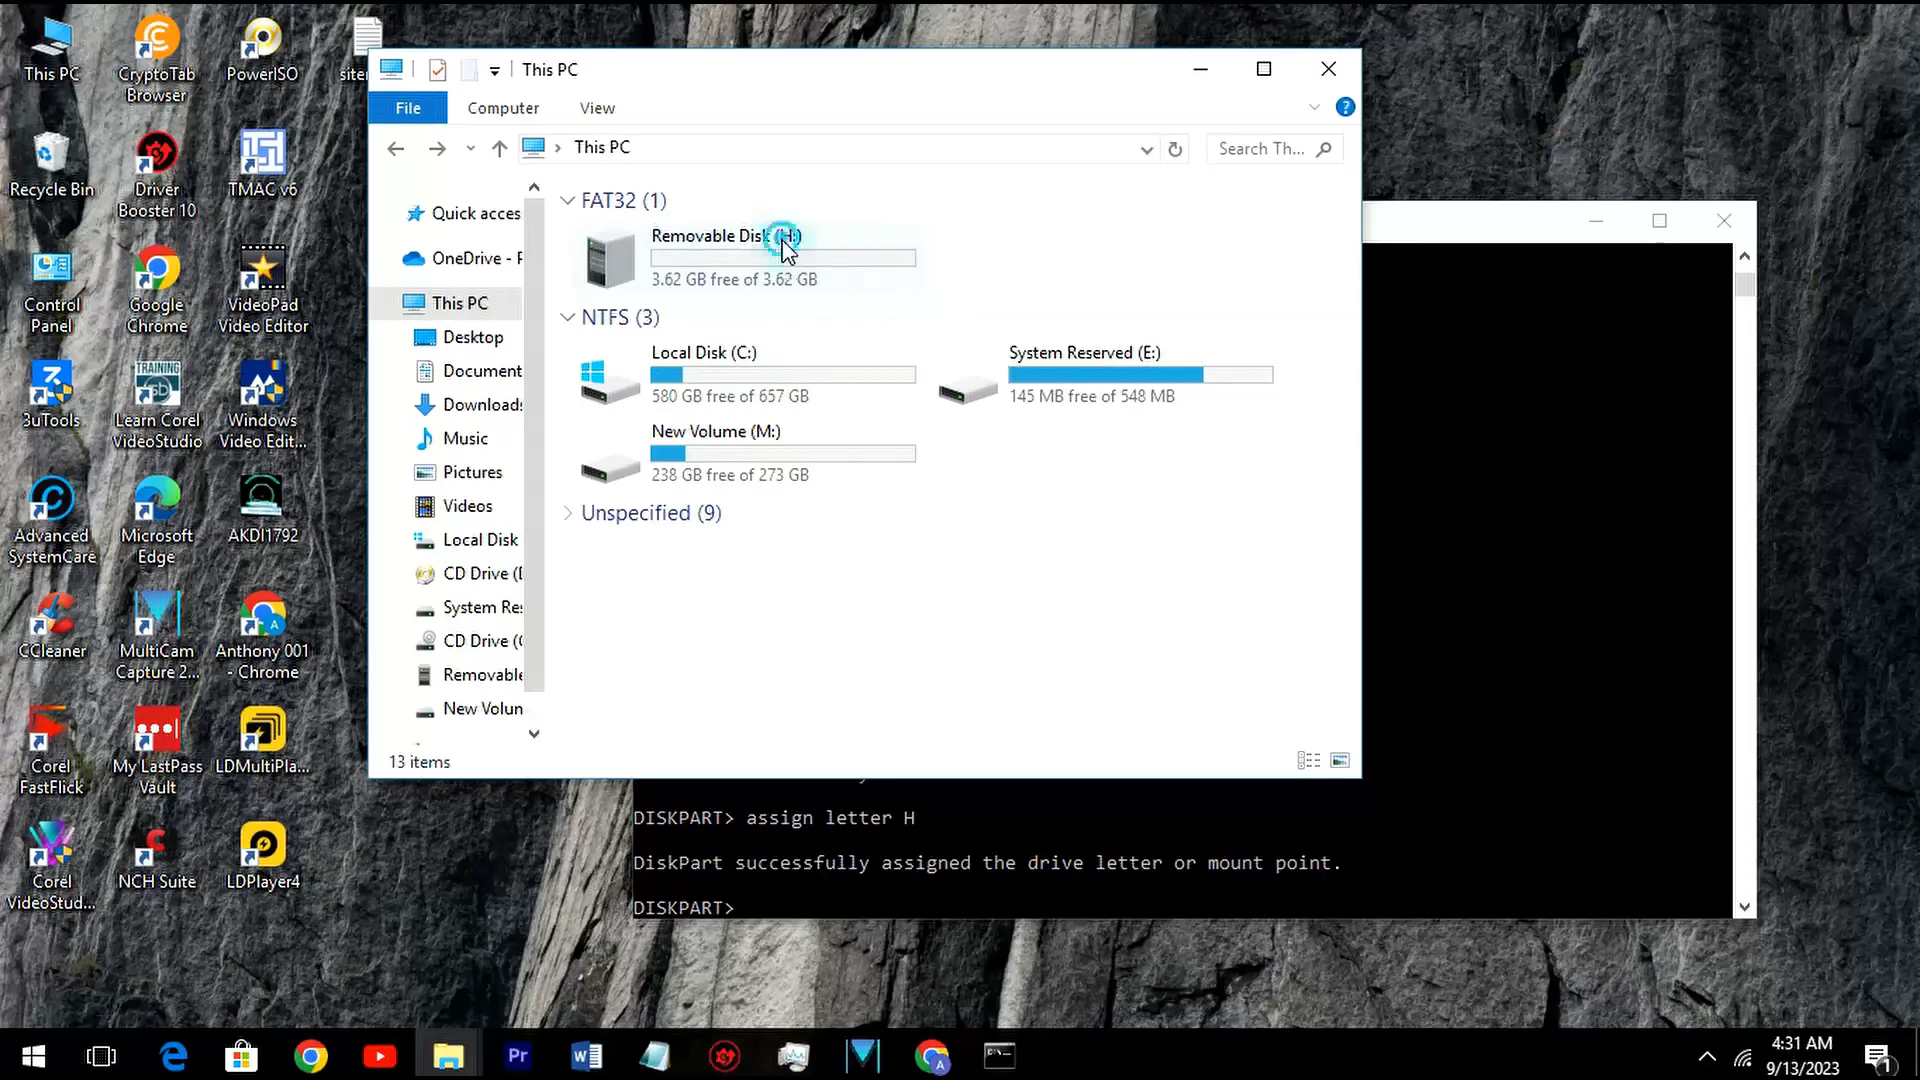 This PC
CryptoTab
Browser
PowerISO
Recycle Bin
Driver
Booster 10
TMAC v6
Control
Panel
Google
Chrome
VideoPad
Video Editor
3uTools
TRAINING
sb
Learn Corel
VideoStudio
Windows
Video Edit...
Advanced
SystemCare
Microsoft
Edge
AKDI1792
CCleaner
MultiCam
Capture 2...
Anthony 001
- Chrome
Corel
FastFlick
My LastPass
Vault
LDMultiPla...
Corel
VideoStud...
NCH Suite
LDPlayer4
This PC
File
Computer
View
This PC
Search Th...
Quick acces
OneDrive - P
This PC
Desktop
Document
Downloads
Music
Pictures
Videos
Local Disk
CD Drive (D
System Res
CD Drive (
Removable
New Volun
FAT32 (1)
Removable Disk (H:)
3.62 GB free of 3.62 GB
NTFS (3)
Local Disk (C:)
580 GB free of 657 GB
System Reserved (E:)
145 MB free of 548 MB
New Volume (M:)
238 GB free of 273 GB
Unspecified (9)
13 items
DISKPART> assign letter H
DiskPart successfully assigned the drive letter or mount point.
DISKPART>
Pr
A
4:31 AM
9/13/2023
1